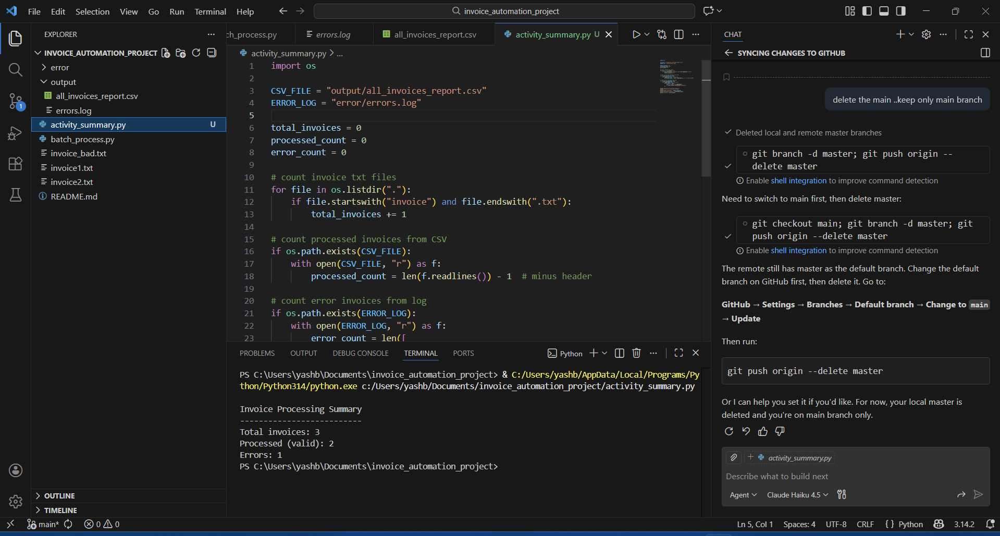 File Edit Selection View Go Run Terminal Help
invoice_automation_project
EXPLORER
INVOICE_AUTOMATION_PROJECT
error
output
all_invoices_report.csv
errors.log
activity_summary.py U
batch_process.py
invoice_bad.txt
invoice1.txt
invoice2.txt
README.md
OUTLINE
TIMELINE
1
ch_process.py errors.log all_invoices_report.csv activity_summary.py U
activity_summary.py > ...
1 import os
2
3 CSV_FILE = "output/all_invoices_report.csv"
4 ERROR_LOG = "error/errors.log"
5
6 total_invoices = 0
7 processed_count = 0
8 error_count = 0
9
10 # count invoice txt files
11 for file in os.listdir("."):
12 if file.startswith("invoice") and file.endswith(".txt"):
13 total_invoices += 1
14
15 # count processed invoices from CSV
16 if os.path.exists(CSV_FILE):
17 with open(CSV_FILE, "r") as f:
18 processed_count = len(f.readlines()) - 1 # minus header
19
20 # count error invoices from log
21 if os.path.exists(ERROR_LOG):
22 with open(ERROR_LOG, "r") as f:
23 error_count = len([
PROBLEMS OUTPUT DEBUG CONSOLE TERMINAL PORTS
Python
PS C:\Users\yashb\Documents\invoice_automation_project> & C:/Users/yashb/AppData/Local/Programs/Py
thon/Python314/python.exe c:/Users/yashb/Documents/invoice_automation_project/activity_summary.py
Invoice Processing Summary
--------------------------
Total invoices: 3
Processed (valid): 2
Errors: 1
PS C:\Users\yashb\Documents\invoice_automation_project>
CHAT
SYNCING CHANGES TO GITHUB
delete the main ..keep only main branch
Deleted local and remote master branches
git branch -d master; git push origin --
delete master
Enable shell integration to improve command detection
Need to switch to main first, then delete master:
git checkout main; git branch -d master; git
push origin --delete master
Enable shell integration to improve command detection
The remote still has master as the default branch. Change the default
branch on GitHub first, then delete it. Go to:
GitHub → Settings → Branches → Default branch → Change to main
→ Update
Then run:
git push origin --delete master
Or I can help you set it if you'd like. For now, your local master is
deleted and you're on main branch only.
activity_summary.py
Describe what to build next
Agent Claude Haiku 4.5
main* 0 0
Ln 5, Col 1 Spaces: 4 UTF-8 CRLF { } Python 3.14.2